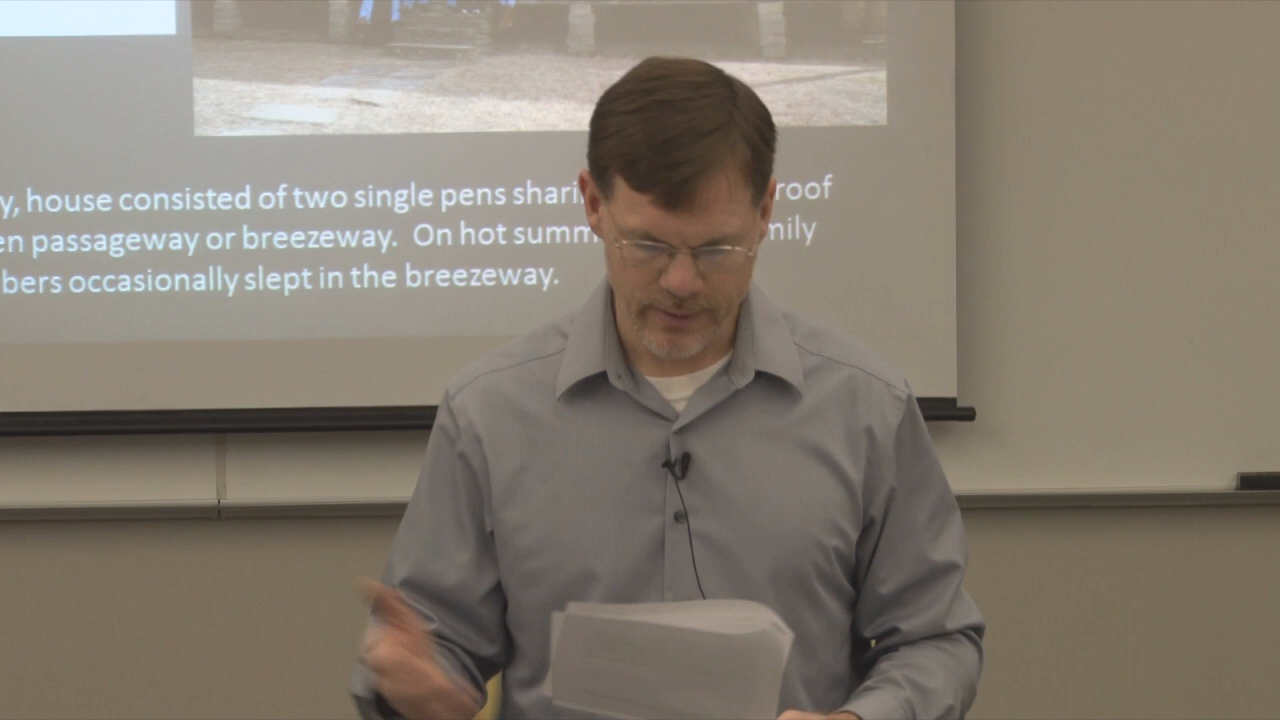 y, house consisted of two single pens shari roof
en passageway or breezeway. On hot summ mily
bers occasionally slept in the breezeway.